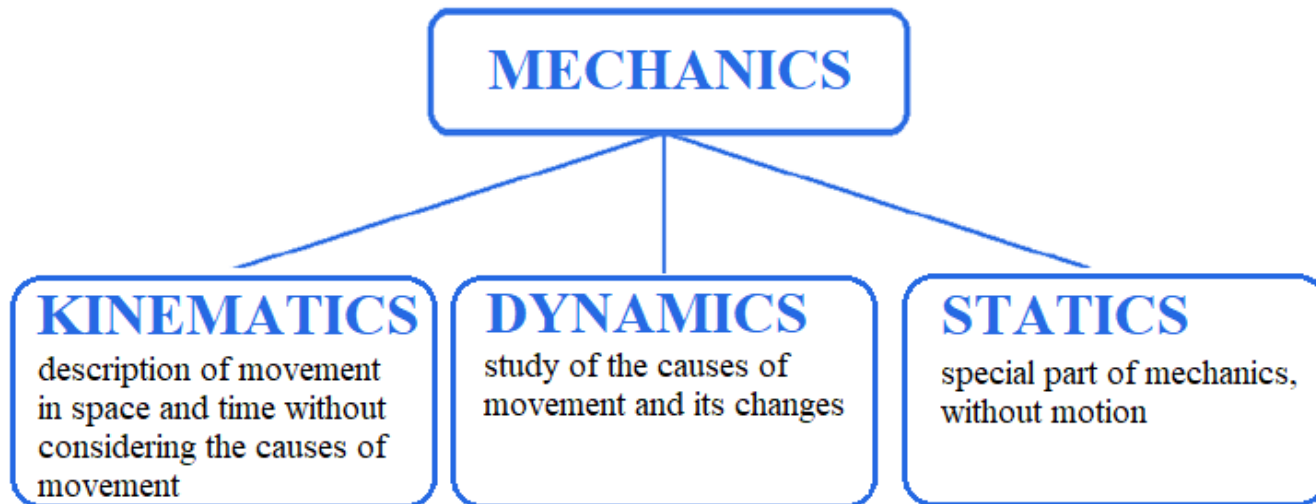 MECHANICS
KINEMATICS
description of movement
in space and time without
considering the causes of
movement
DYNAMICS
study of the causes of
movement and its changes
STATICS
special part of mechanics,
without motion